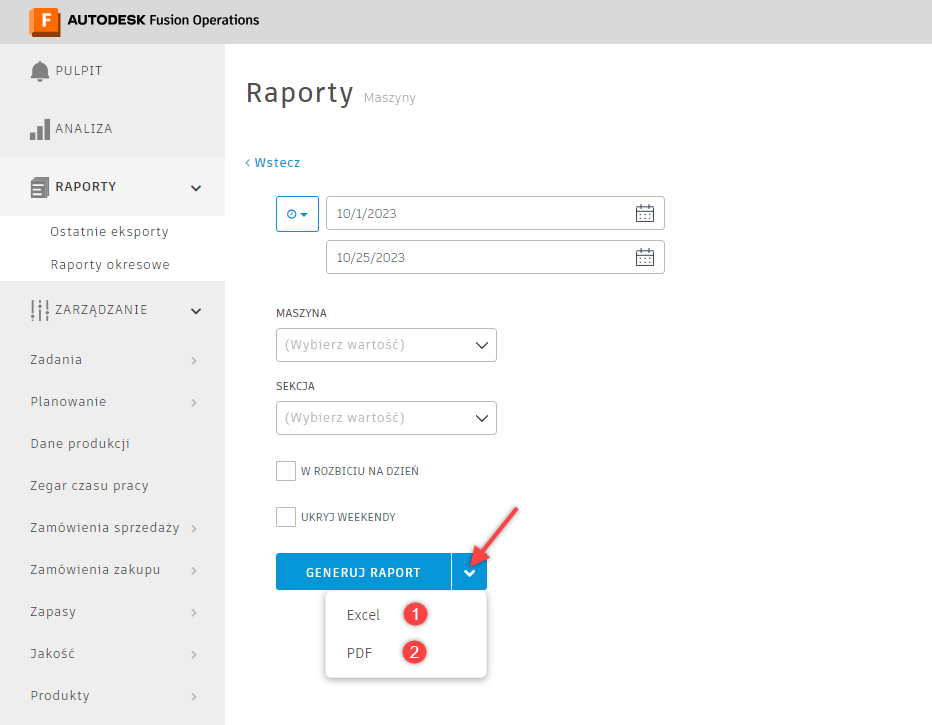 F AUTODESK Fusion Operations
PULPIT
ANALIZA
RAPORTY
Ostatnie eksporty
Raporty okresowe
ZARZĄDZANIE
Zadania
Planowanie
Dane produkcji
Zegar czasu pracy
Zamówienia sprzedaży
Zamówienia zakupu
Zapasy
Jakość
Produkty
Raporty Maszyny
< Wstecz
10/1/2023
10/25/2023
MASZYNA
(Wybierz wartość)
SEKCJA
(Wybierz wartość)
W ROZBICIU NA DZIEŃ
UKRYJ WEEKENDY
GENERUJ RAPORT
Excel 1
PDF 2